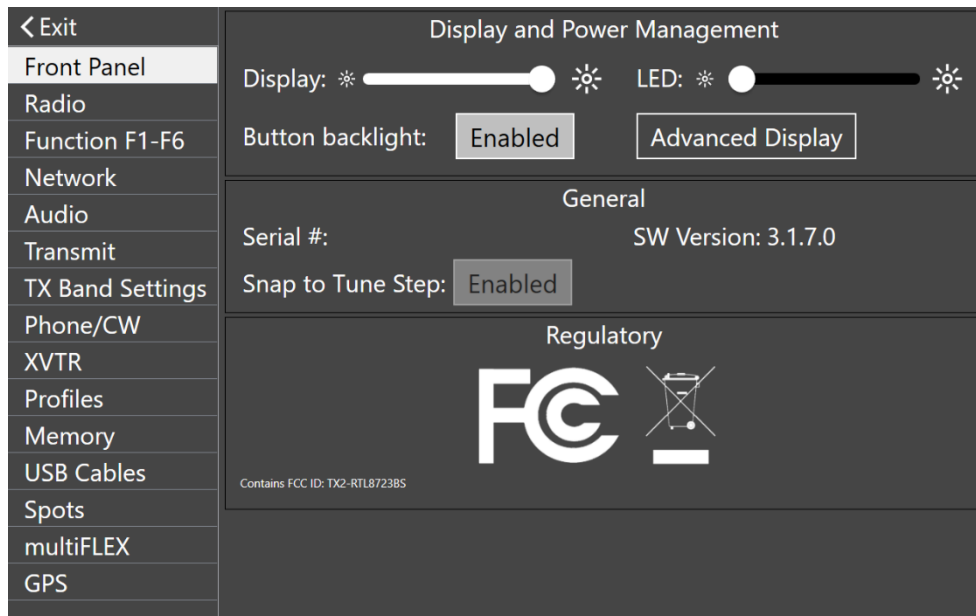 Exit
Front Panel
Radio
Function F1-F6
Network
Audio
Transmit
TX Band Settings
Phone/CW
XVTR
Profiles
Memory
USB Cables
Spots
multiFLEX
GPS
Display and Power Management
Display: LED:
Button backlight: Enabled Advanced Display
General
Serial #: SW Version: 3.1.7.0
Snap to Tune Step: Enabled
Regulatory
FC
Contains FCC ID: TX2-RTL8723BS